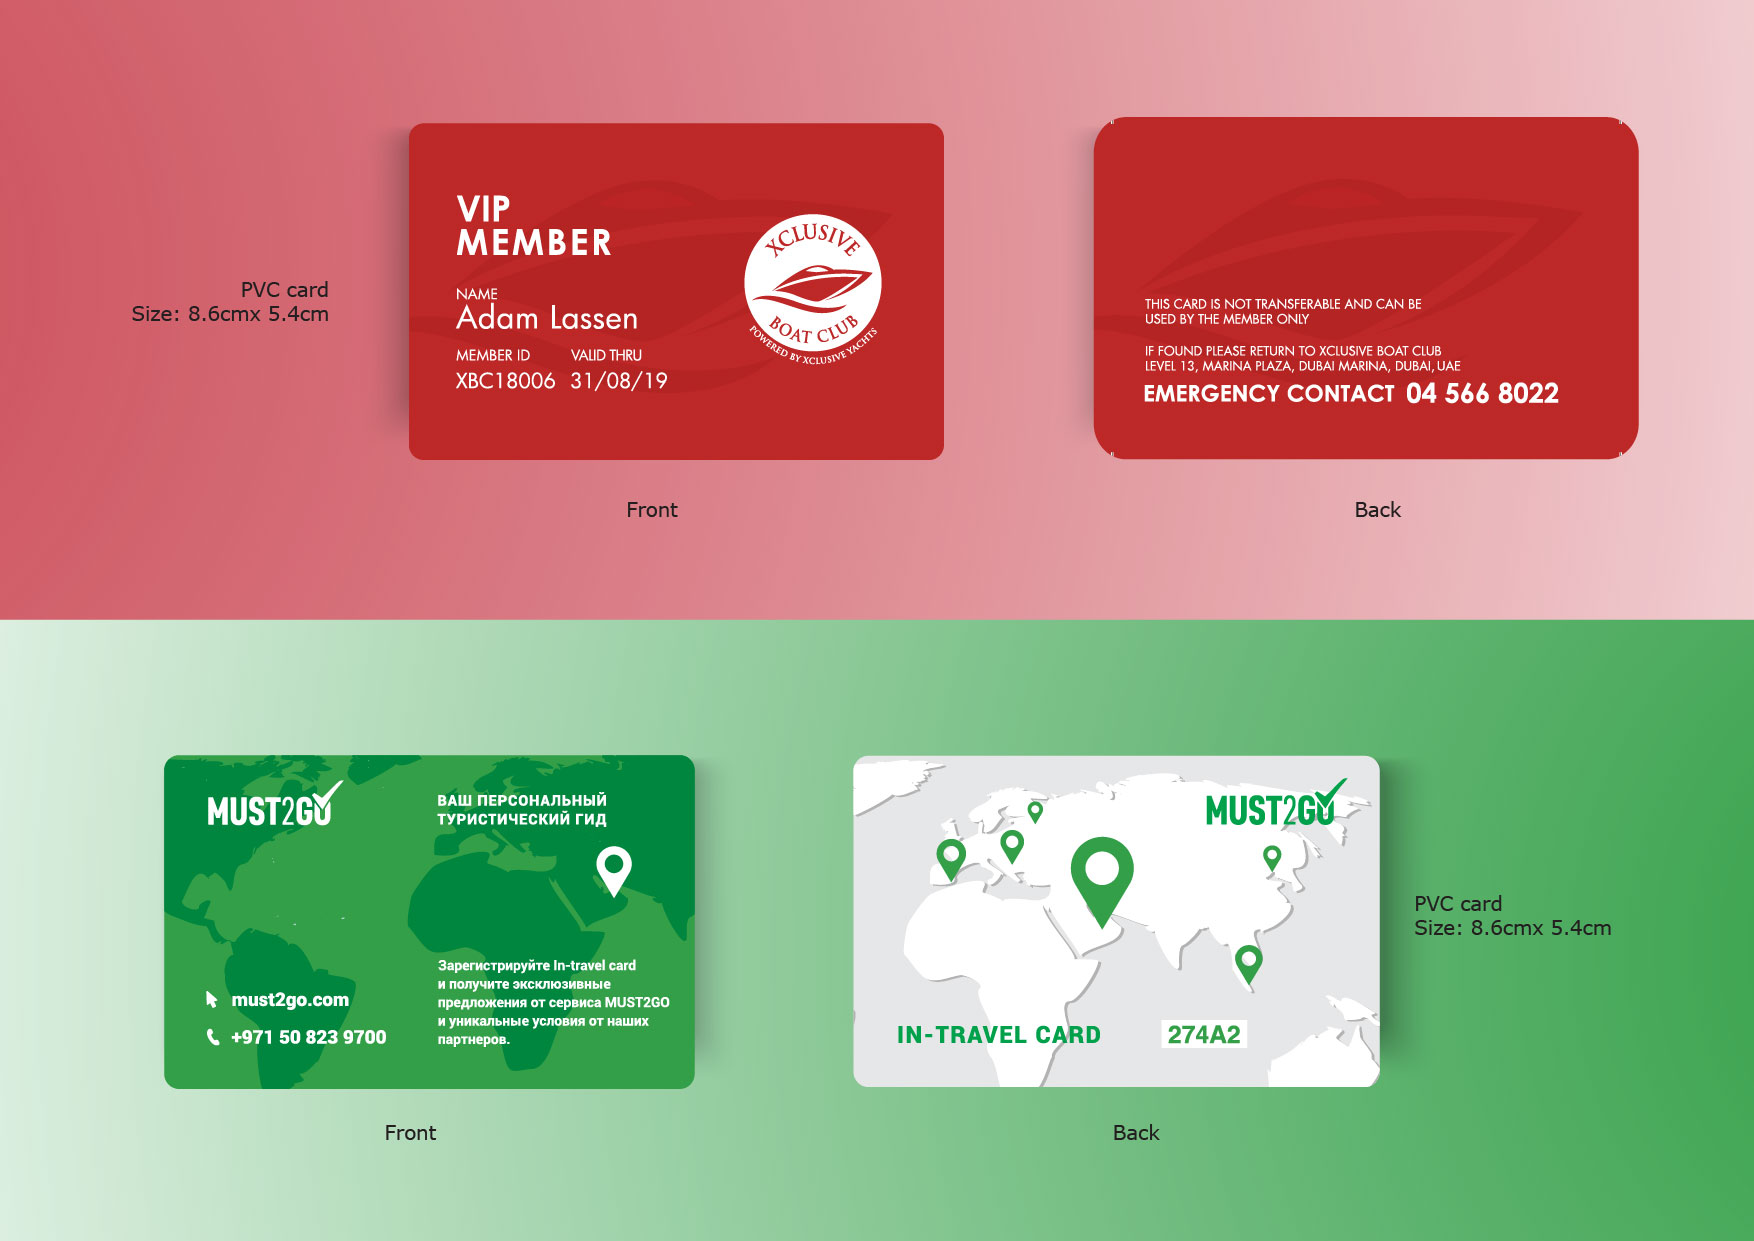 PVC card
Size: 8.6cmx 5.4cm
VIP
MEMBER
NAME
Adam Lassen
MEMBER ID VALID THRU
XBC18006 31/08/19
XCLUSIVE
BOAT CLUB
POWERED BY XCLUSIVE YACHTS
Front
THIS CARD IS NOT TRANSFERABLE AND CAN BE
USED BY THE MEMBER ONLY
IF FOUND PLEASE RETURN TO XCLUSIVE BOAT CLUB
LEVEL 13, MARINA PLAZA, DUBAI MARINA, DUBAI, UAE
EMERGENCY CONTACT 04 566 8022
Back
MUST2GO
ВАШ ПЕРСОНАЛЬНЫЙ
ТУРИСТИЧЕСКИЙ ГИД
must2go.com
+971 50 823 9700
Зарегистрируйте In-travel card
и получите эксклюзивные
предложения от сервиса MUST2GO
и уникальные условия от наших
партнеров.
Front
MUST2GO
IN-TRAVEL CARD 274A2
Back
PVC card
Size: 8.6cmx 5.4cm